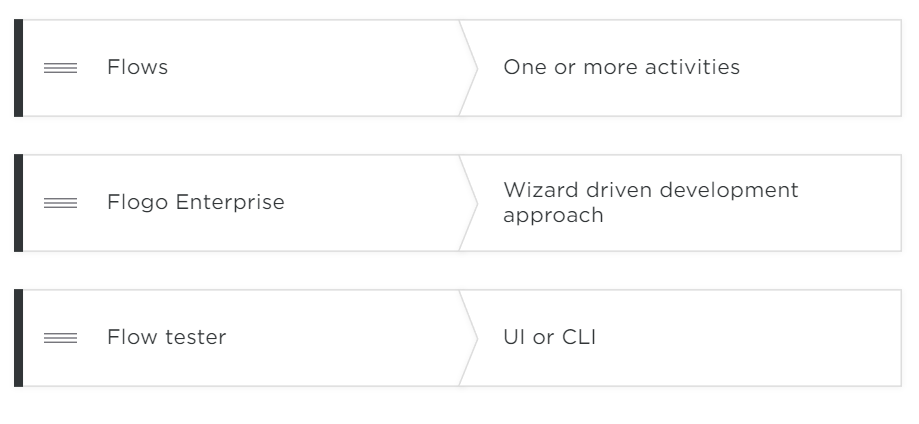 Flows
One or more activities
Flogo Enterprise
Wizard driven development
approach
Flow tester
UI or CLI